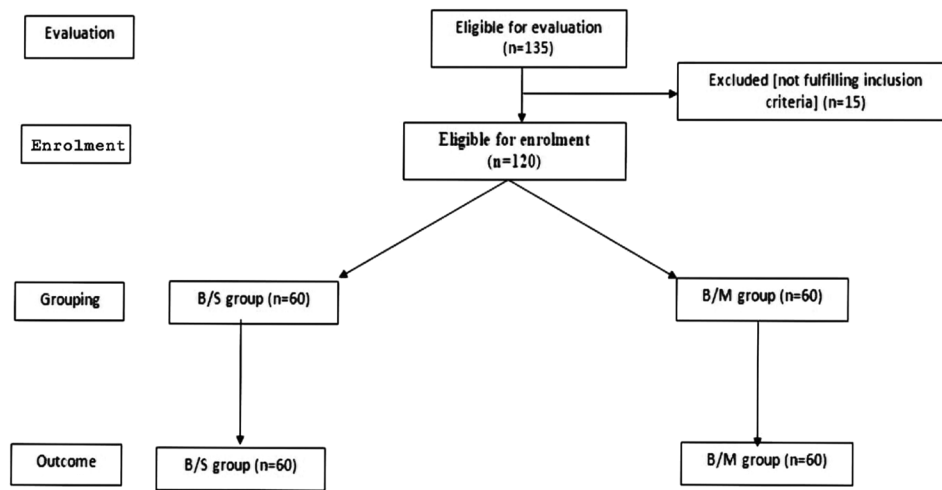 Evaluation
Eligible for evaluation
(n=135)
Excluded [not fulfilling inclusion
criteria] (n=15)
Enrolment
Eligible for enrolment
(n=120)
Grouping
B/S group (n=60)
B/M group (n=60)
Outcome
B/S group (n=60)
B/M group (n=60)